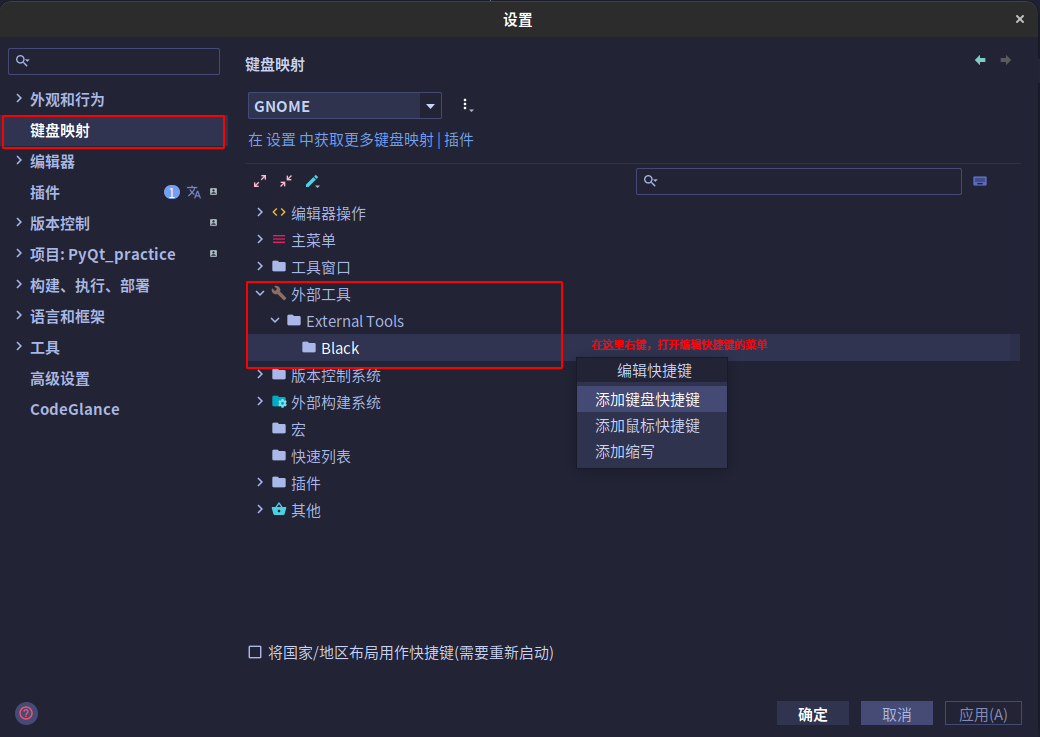 设置
键盘映射
外观和行为
键盘映射
编辑器
插件
1
版本控制
项目: PyQt_practice
构建、执行、部署
语言和框架
工具
高级设置
CodeGlance
GNOME
在 设置 中获取更多键盘映射 | 插件
编辑器操作
主菜单
工具窗口
外部工具
External Tools
Black
在这里右键，打开编辑快捷键的菜单
编辑快捷键
添加键盘快捷键
添加鼠标快捷键
添加缩写
版本控制系统
外部构建系统
宏
快速列表
插件
其他
将国家/地区布局用作快捷键(需要重新启动)
确定
取消
应用(A)